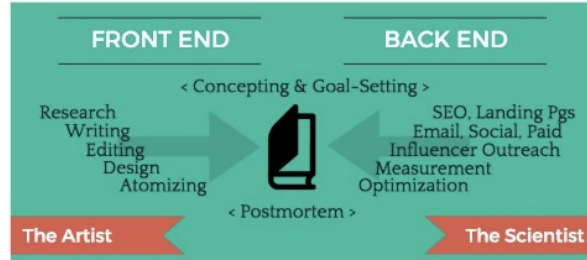 FRONT END
BACK END
< Concepting & Goal-Setting >
Research
Writing
Editing
Design
Atomizing
SEO, Landing Pgs
Email, Social, Paid
Influencer Outreach
Measurement
Optimization
< Postmortem >
The Artist
The Scientist